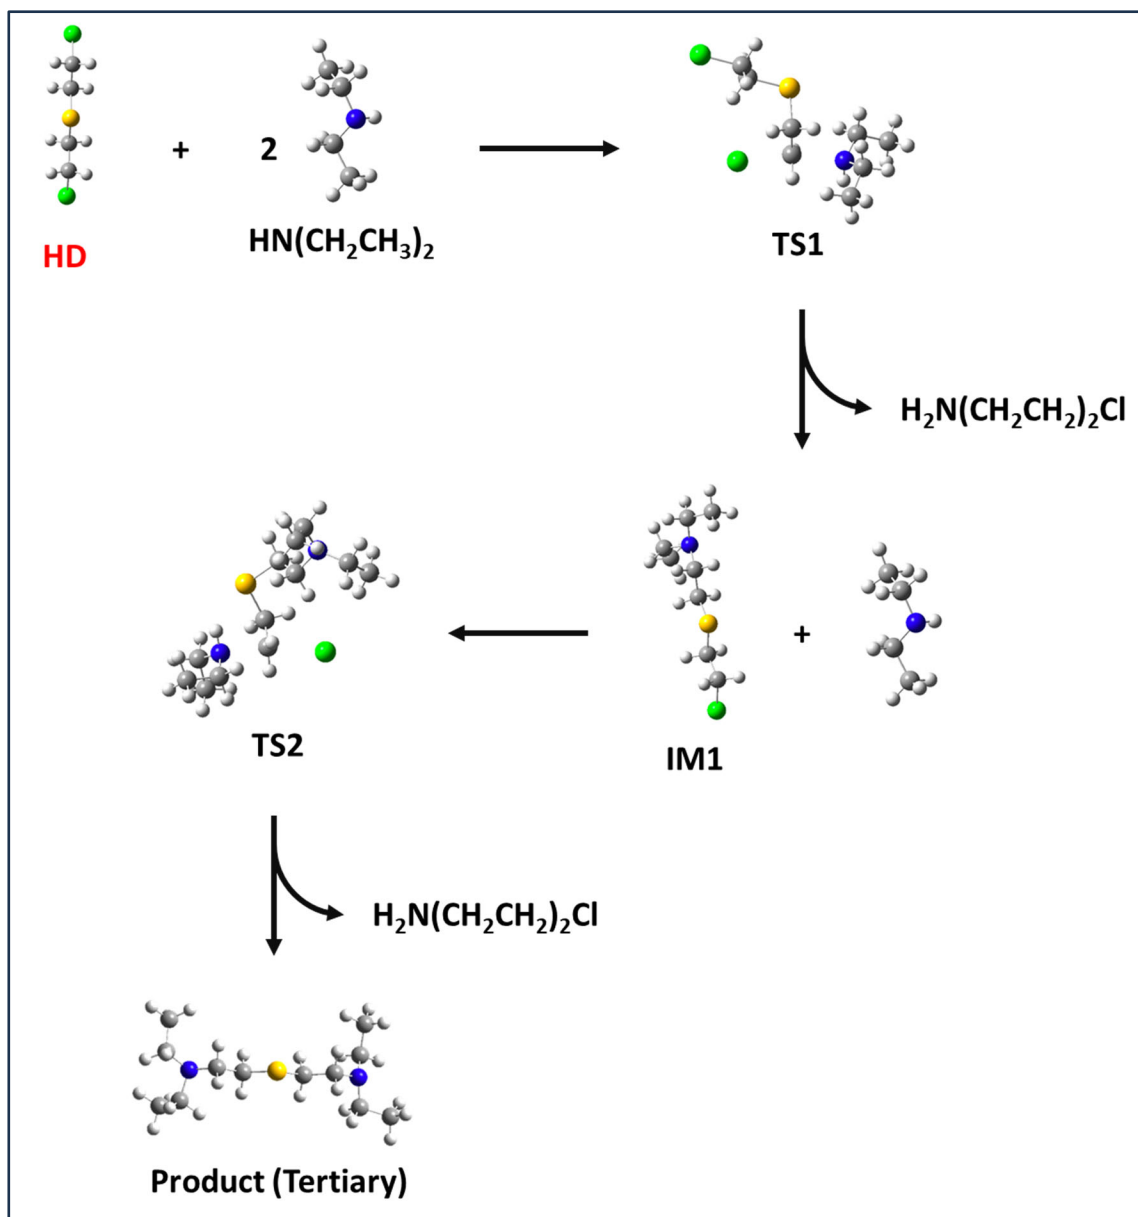 + 2
HD
HN(CH₂CH₃)₂
TS1
H₂N(CH₂CH₂)₂Cl
+
IM1
TS2
H₂N(CH₂CH₂)₂Cl
Product (Tertiary)